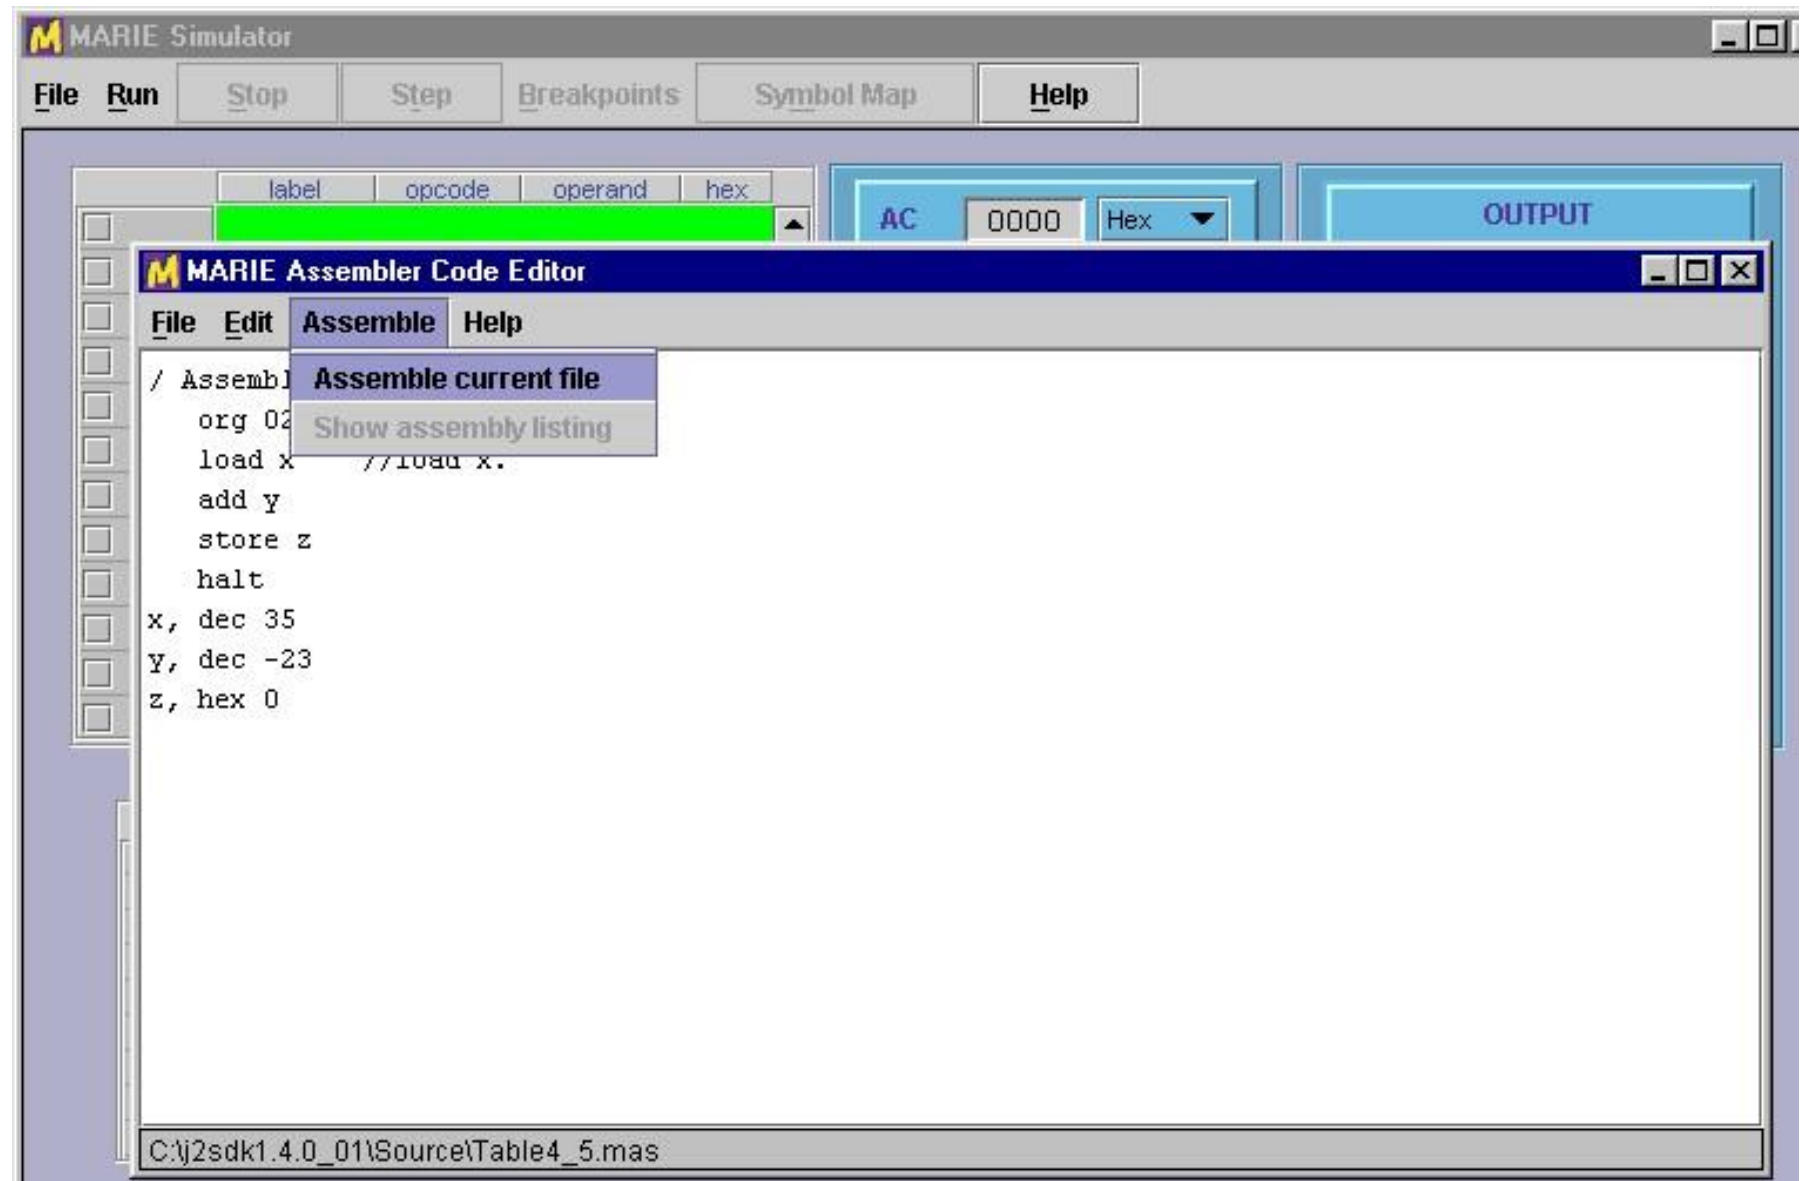 MARIE Simulator
File Run Stop Step Breakpoints Symbol Map Help
label opcode operand hex
AC 0000 Hex
OUTPUT
MARIE Assembler Code Editor
File Edit Assemble Help
Assemble current file
Show assembly listing
/ Assembl
org 02
load x //load x.
add y
store z
halt
x, dec 35
y, dec -23
z, hex 0
C:\j2sdk1.4.0_01\Source\Table4_5.mas